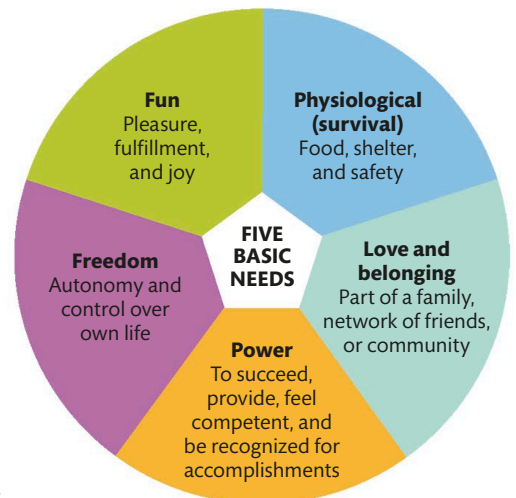 Fun
Pleasure,
fulfillment,
and joy
Physiological
(survival)
Food, shelter,
and safety
FIVE
BASIC
NEEDS
Freedom
Autonomy and
control over
own life
Love and
belonging
Part of a family,
network of friends,
or community
Power
To succeed,
provide, feel
competent, and
be recognized for
accomplishments